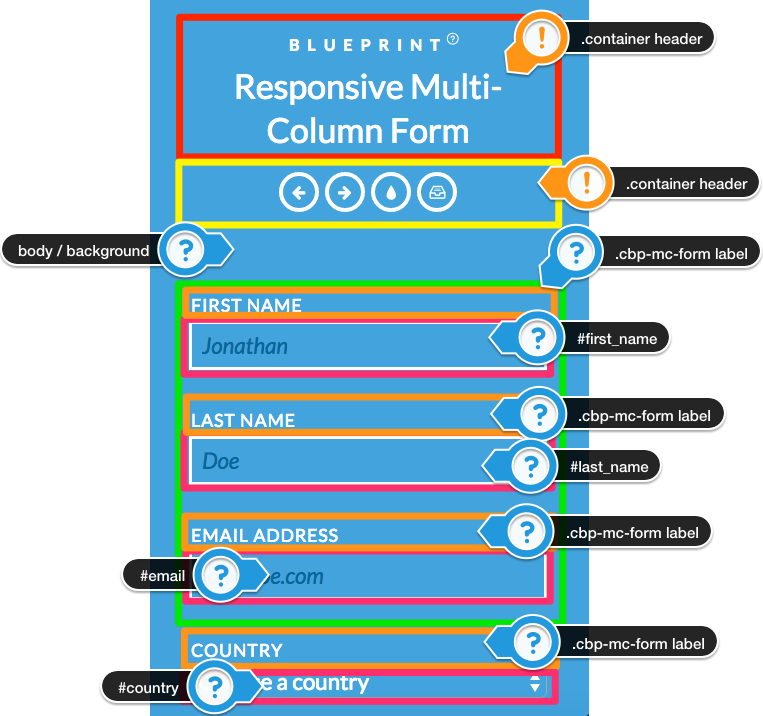 BLUEPRINT
.container header
Responsive Multi-
Column Form
.container header
body / background
.cbp-mc-form label
FIRST NAME
Jonathan
#first_name
LAST NAME
.cbp-mc-form label
Doe
#last_name
EMAIL ADDRESS
.cbp-mc-form label
#email
e.com
COUNTRY
.cbp-mc-form label
#country
e a country